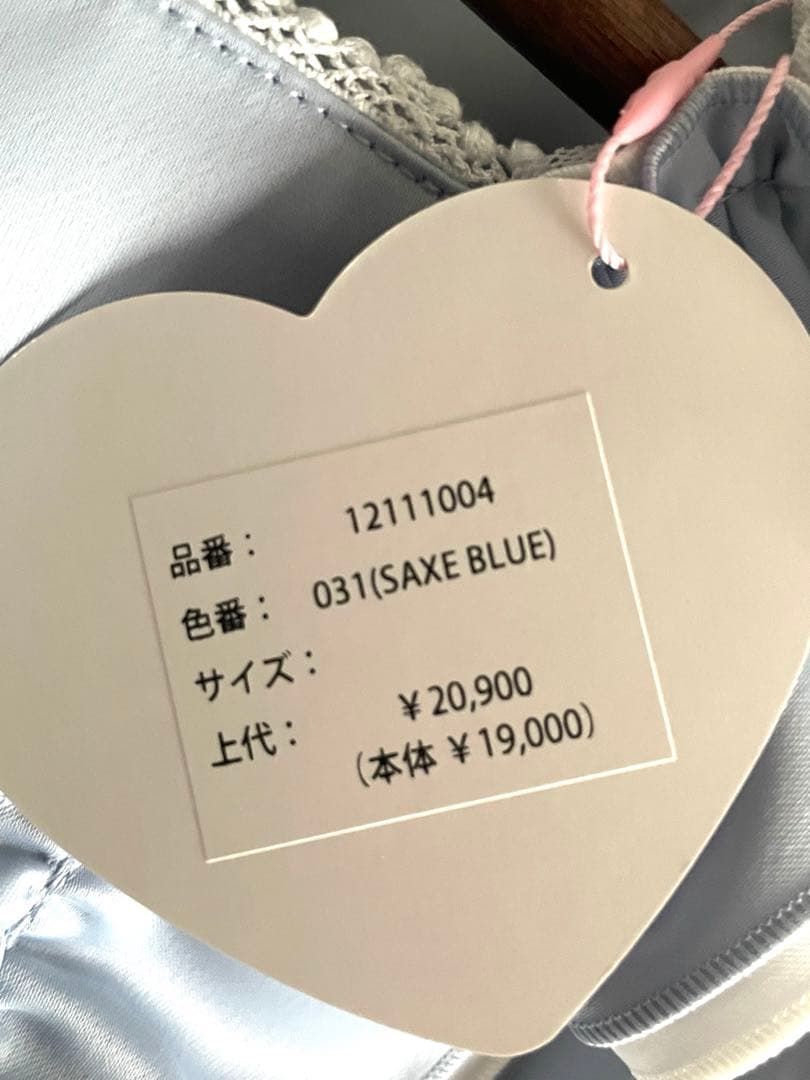 品番： 12111004
色番： 031(SAXE BLUE)
サイズ：
上代： ￥20,900
（本体 ￥19,000）